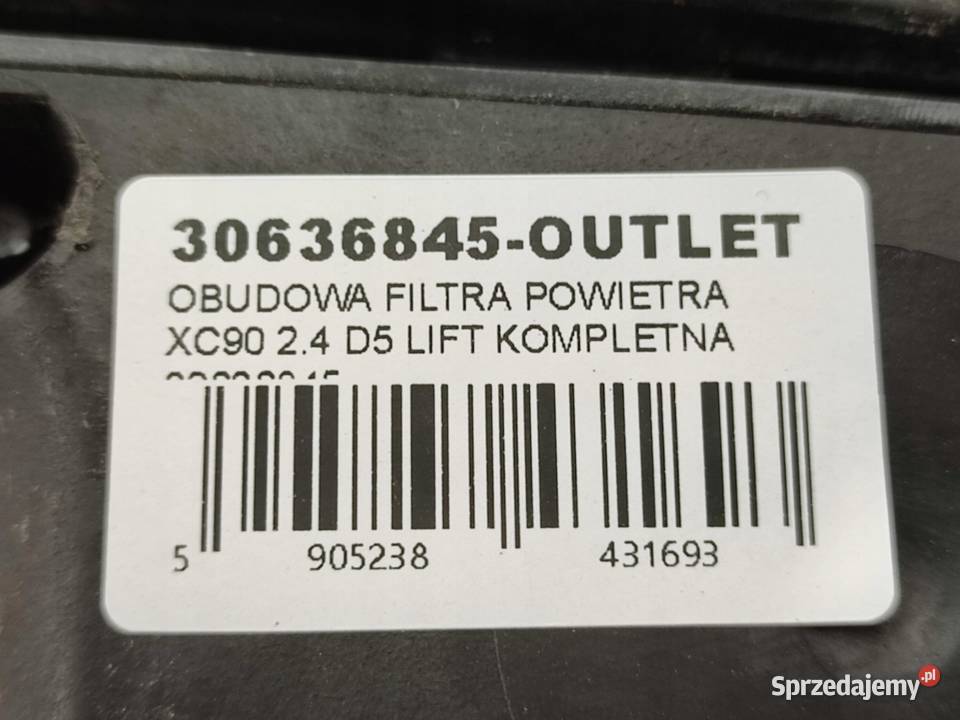 30636845-OUTLET
OBUDOWA FILTRA POWIETRA
XC90 2.4 D5 LIFT KOMPLETNA
5 905238 431693
Sprzedajemy.pl